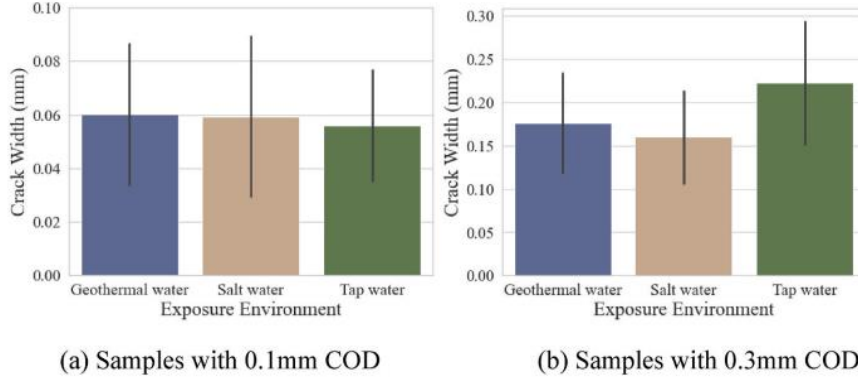 0.10
0.08
0.06
0.04
0.02
0.00
Crack Width (mm)
Geothermal water Salt water Tap water
Exposure Environment
(a) Samples with 0.1mm COD
0.30
0.25
0.20
0.15
0.10
0.05
0.00
Crack Width (mm)
Geothermal water Salt water Tap water
Exposure Environment
(b) Samples with 0.3mm COD